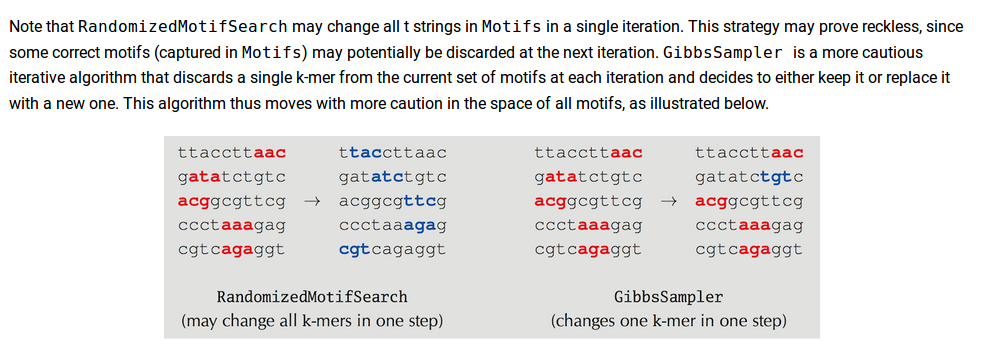 Note that RandomizedMotifSearch may change all t strings in Motifs in a single iteration. This strategy may prove reckless, since
some correct motifs (captured in Motifs) may potentially be discarded at the next iteration. GibbsSampler is a more cautious
iterative algorithm that discards a single k-mer from the current set of motifs at each iteration and decides to either keep it or replace it
with a new one. This algorithm thus moves with more caution in the space of all motifs, as illustrated below.
ttaccttaac ttaccttaac ttaccttaac ttaccttaac
gatatctgtc gatatctgtc gatatctgtc gatatctgtc
acggcgttcg → acggcgttcg acggcgttcg → acggcgttcg
ccctaaagag ccctaaagag ccctaaagag ccctaaagag
cgtcagaggt cgtcagaggt cgtcagaggt cgtcagaggt
RandomizedMotifSearch GibbsSampler
(may change all k-mers in one step) (changes one k-mer in one step)